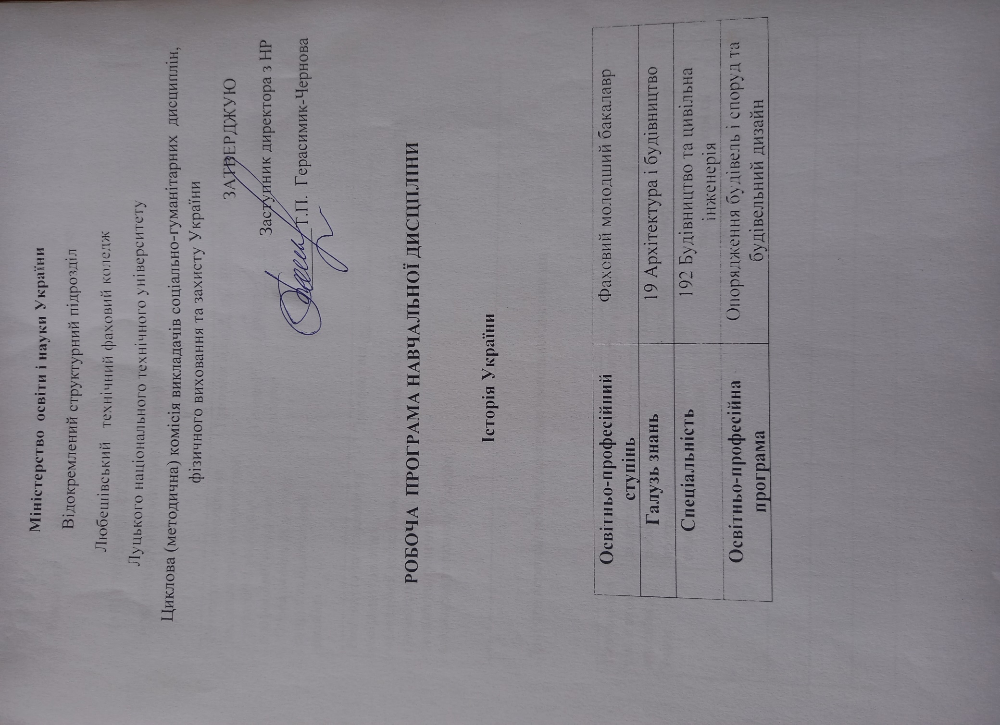 Міністерство освіти і науки України
Відокремлений структурний підрозділ
Любешівський технічний фаховий коледж
Луцького національного технічного університету
Циклова (методична) комісія викладачів соціально-гуманітарних дисциплін,
фізичного виховання та захисту України
ЗАТВЕРДЖУЮ
Заступник директора з НР
Г.П. Герасимик-Чернова
РОБОЧА ПРОГРАМА НАВЧАЛЬНОЇ ДИСЦИПЛІНИ
Історія України
Освітньо-професійний Фаховий молодший бакалавр
ступінь
Галузь знань 19 Архітектура і будівництво
Спеціальність 192 Будівництво та цивільна
інженерія
Освітньо-професійна Опорядження будівель і споруд та
програма будівельний дизайн